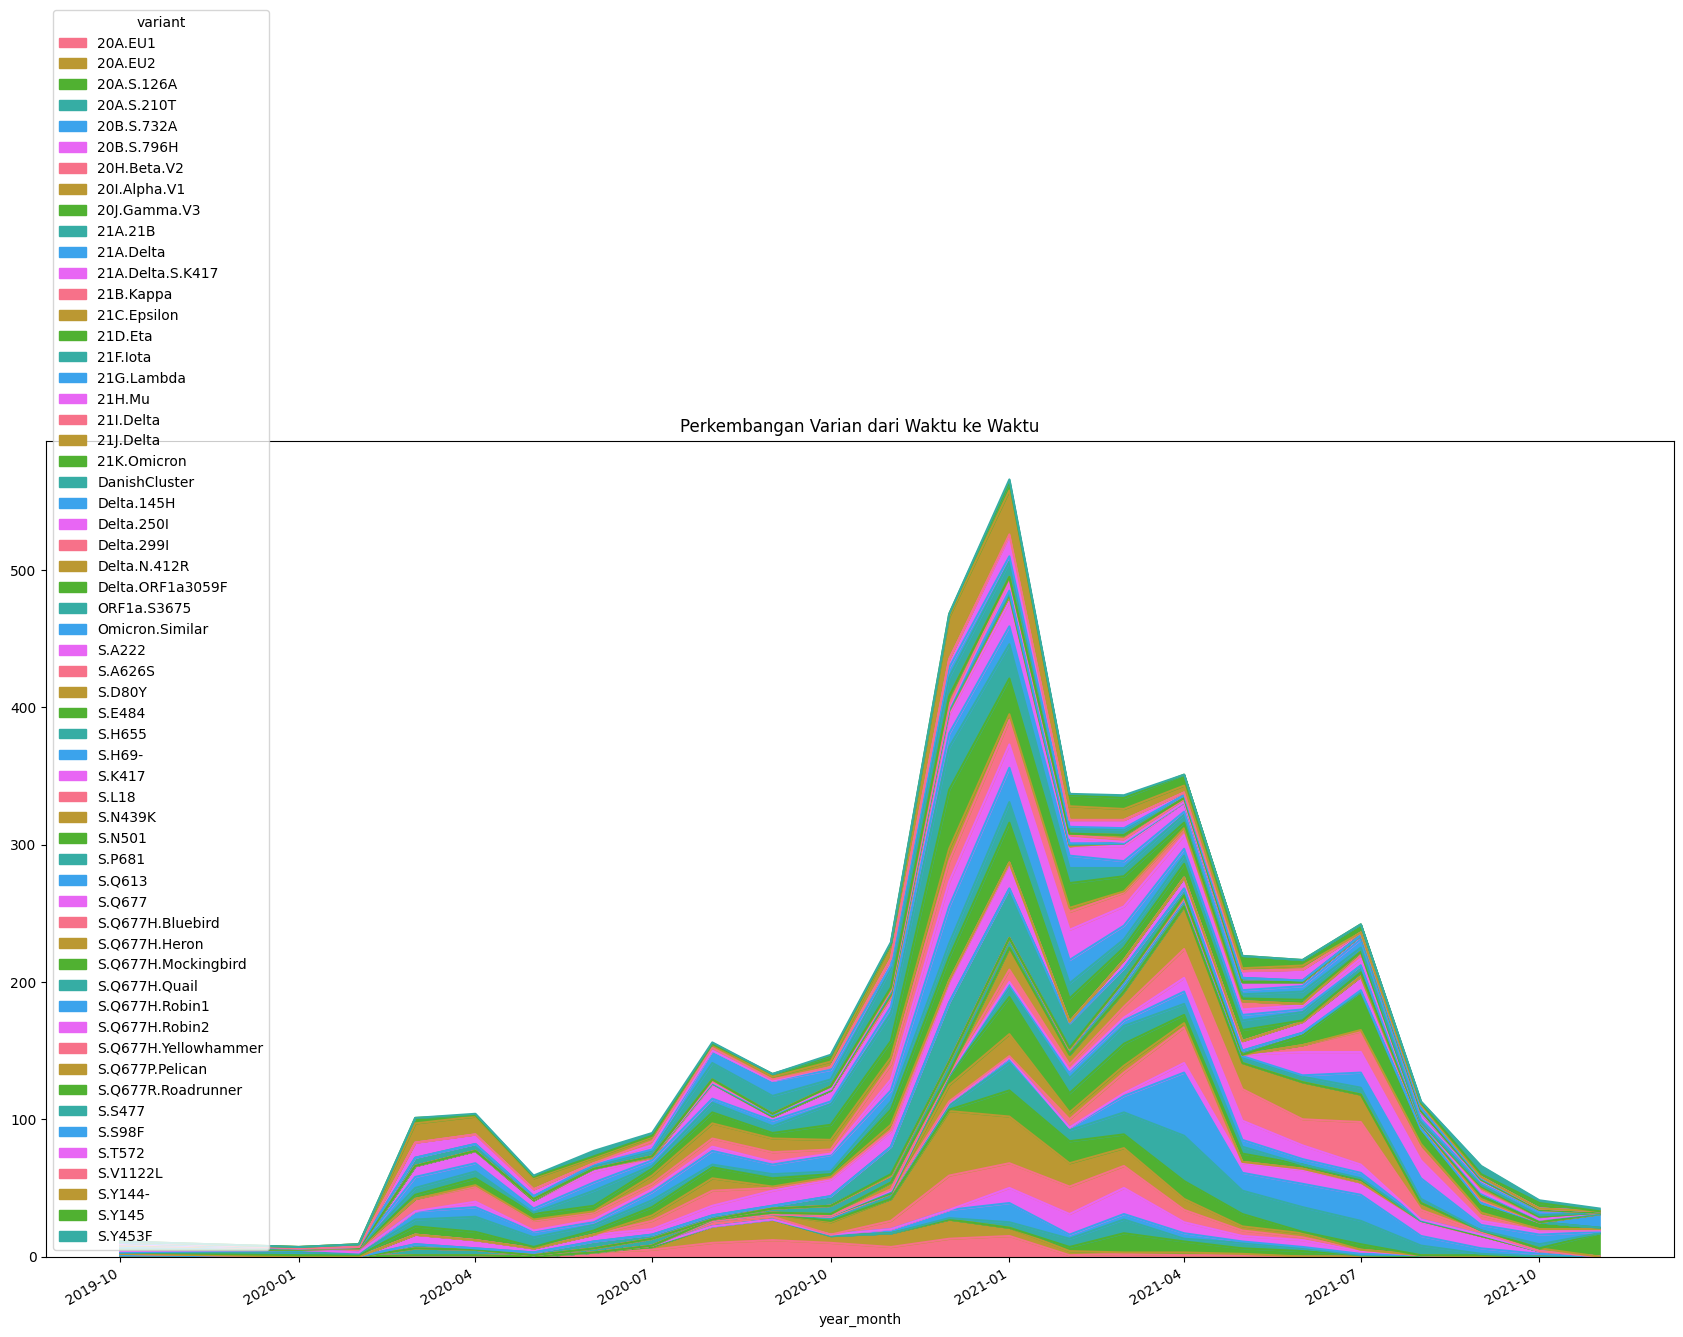 variant
20A.EU1
20A.EU2
20A.S.126A
20A.S.210T
20B.S.732A
20B.S.796H
20H.Beta.V2
20I.Alpha.V1
20J.Gamma.V3
21A.21B
21A.Delta
21A.Delta.S.K417
21B.Kappa
21C.Epsilon
21D.Eta
21F.Iota
21G.Lambda
21H.Mu
21I.Delta
21J.Delta
21K.Omicron
DanishCluster
Delta.145H
Delta.250I
Delta.299I
Delta.N.412R
Delta.ORF1a3059F
ORF1a.S3675
Omicron.Similar
S.A222
S.A626S
S.D80Y
S.E484
S.H655
S.H69-
S.K417
S.L18
S.N439K
S.N501
S.P681
S.Q613
S.Q677
S.Q677H.Bluebird
S.Q677H.Heron
S.Q677H.Mockingbird
S.Q677H.Quail
S.Q677H.Robin1
S.Q677H.Robin2
S.Q677H.Yellowhammer
S.Q677P.Pelican
S.Q677R.Roadrunner
S.S477
S.S98F
S.T572
S.V1122L
S.Y144-
S.Y145
S.Y453F
Perkembangan Varian dari Waktu ke Waktu
500
400
300
200
100
0
2019-10
2020-01
2020-04
2020-07
2020-10
2021-01
2021-04
2021-07
2021-10
year_month